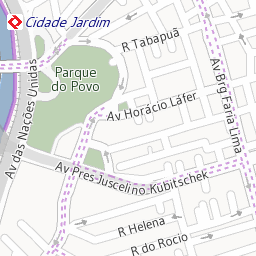 Cidade Jardim
R Tabapuã
Parque
do Povo
Av Brg Faria Lima
Av Horácio Láfer
Av das Nações Unidas
Av Pres Juscelino Kubitschek
R Helena
R do Rocio